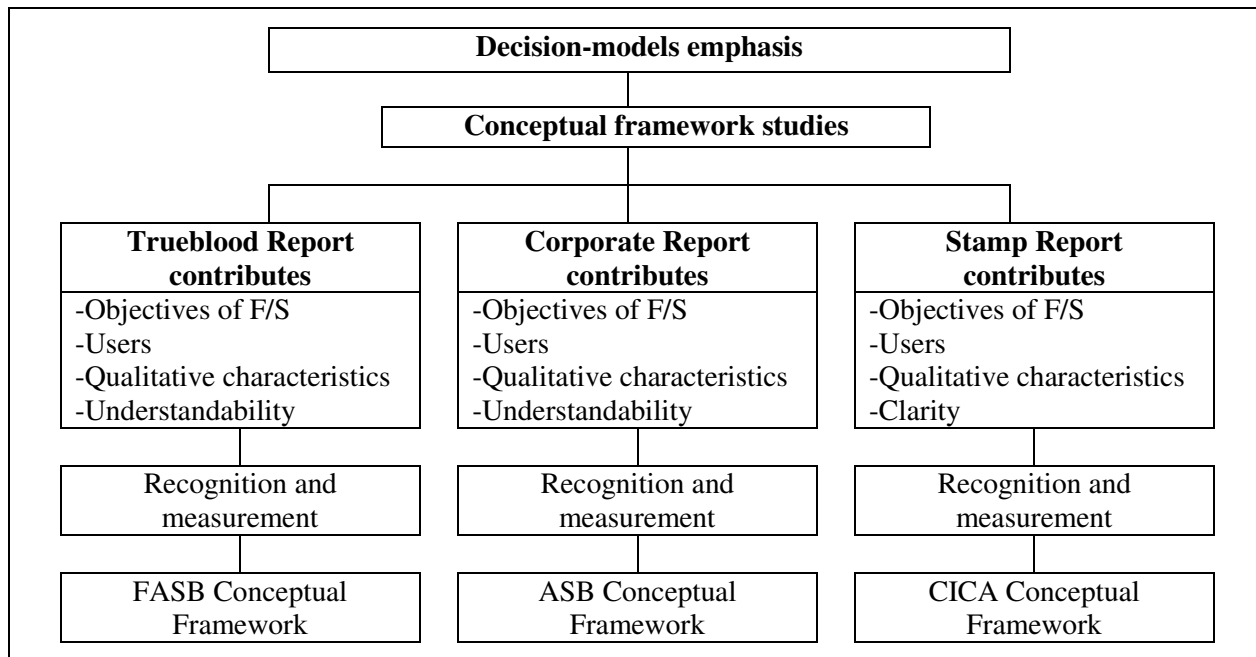 Decision-models emphasis
Conceptual framework studies
Trueblood Report
contributes
-Objectives of F/S
-Users
-Qualitative characteristics
-Understandability
Corporate Report
contributes
-Objectives of F/S
-Users
-Qualitative characteristics
-Understandability
Stamp Report
contributes
-Objectives of F/S
-Users
-Qualitative characteristics
-Clarity
Recognition and
measurement
Recognition and
measurement
Recognition and
measurement
FASB Conceptual
Framework
ASB Conceptual
Framework
CICA Conceptual
Framework